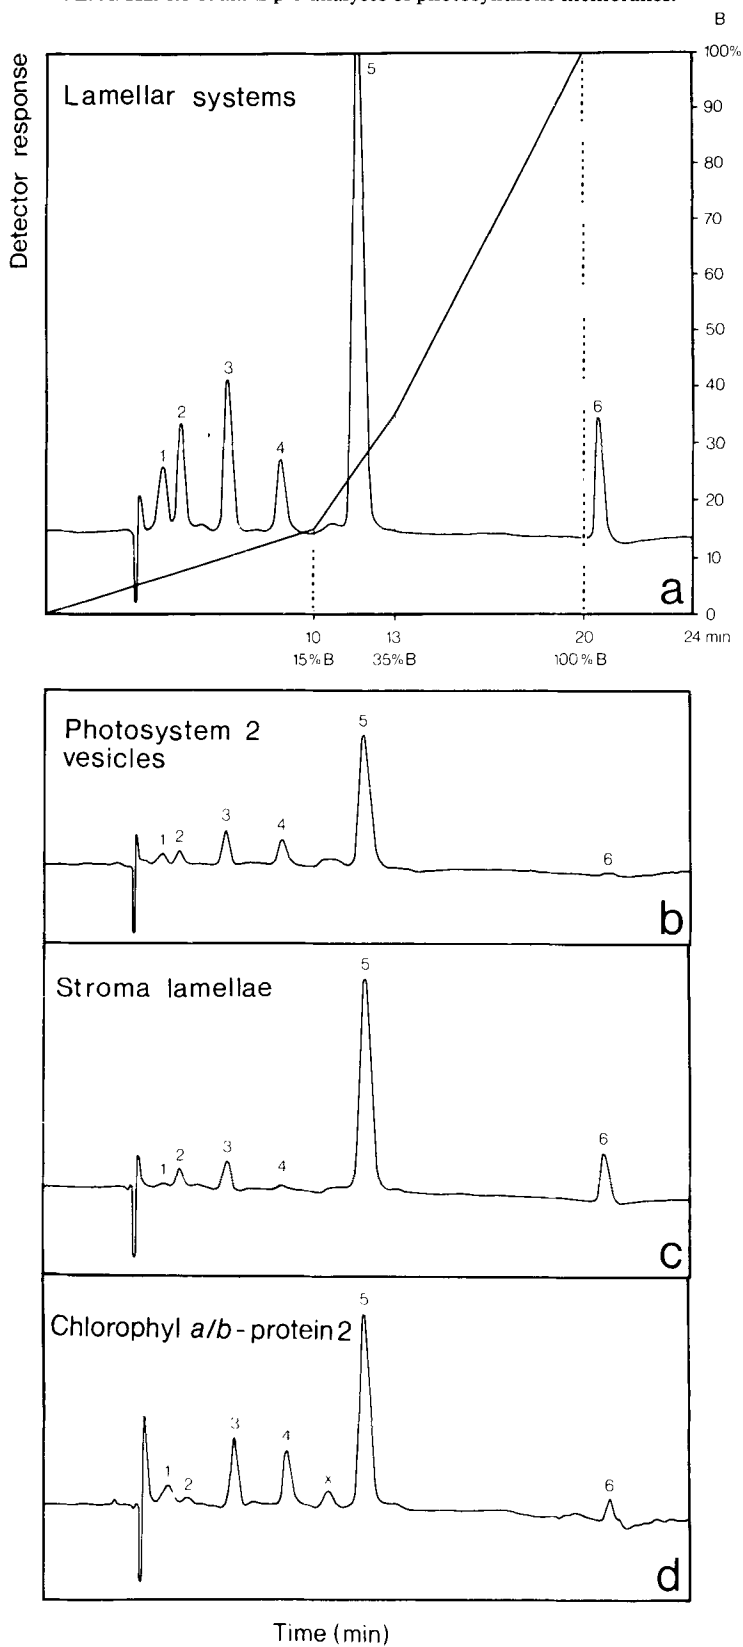 B
Detector response
Lamellar systems
5
100%
90
80
70
60
50
40
30
20
10
0
3
2
1
4
6
a
10
13
20
24 min
15%B
35%B
100%B
Photosystem 2
vesicles
5
3
4
1
2
6
b
Stroma lamellae
5
3
2
1
4
6
c
Chlorophyl a/b-protein2
5
3
4
1
2
x
6
d
Time (min)